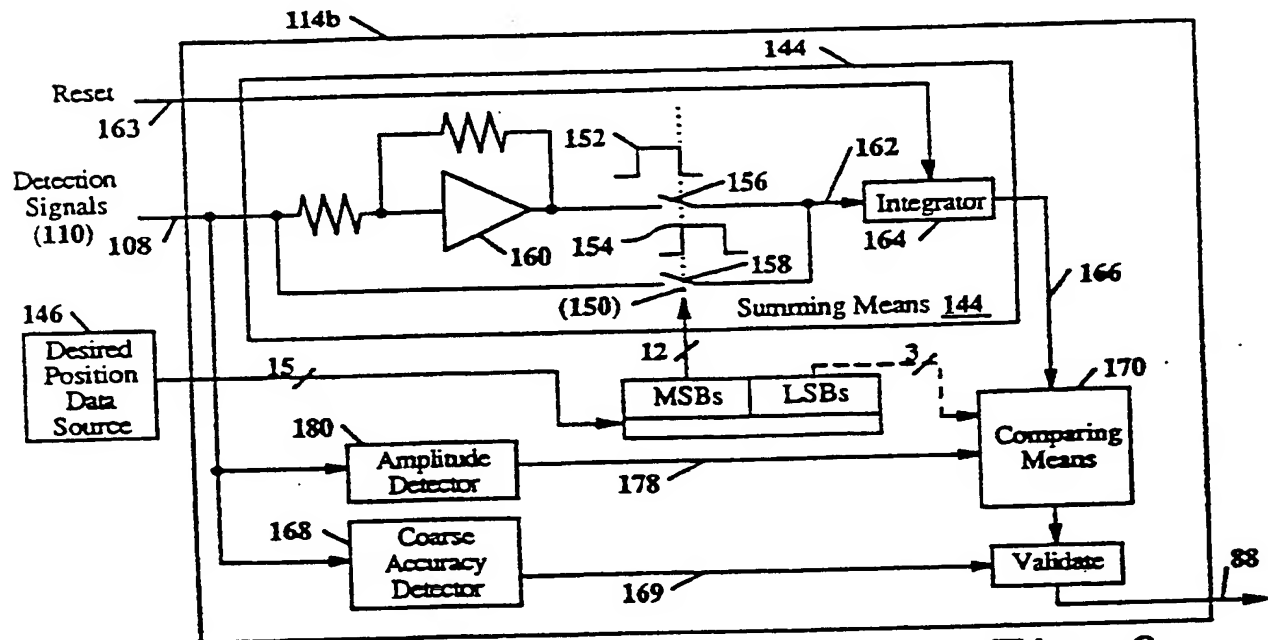 114b
144
Reset
163
152
162
156
Detection
Signals
(110)
108
Integrator
164
154
160
158
166
(150)
Summing Means 144
146
Desired
Position
Data
Source
15
12
3
170
MSBs
LSBs
Comparing
Means
180
Amplitude
Detector
178
168
Coarse
Accuracy
Detector
169
Validate
88